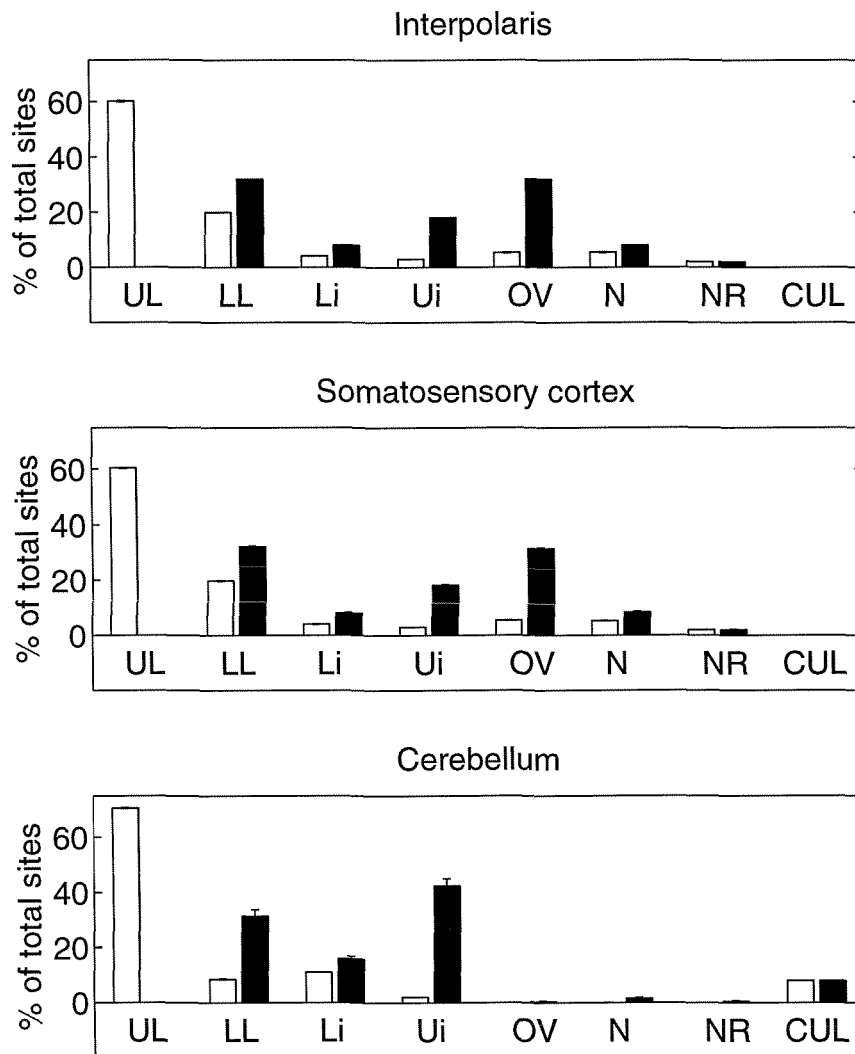 Interpolaris
% of total sites
60
40
20
0
UL LL Li Ui OV N NR CUL
Somatosensory cortex
% of total sites
60
40
20
0
UL LL Li Ui OV N NR CUL
Cerebellum
% of total sites
60
40
20
0
UL LL Li Ui OV N NR CUL